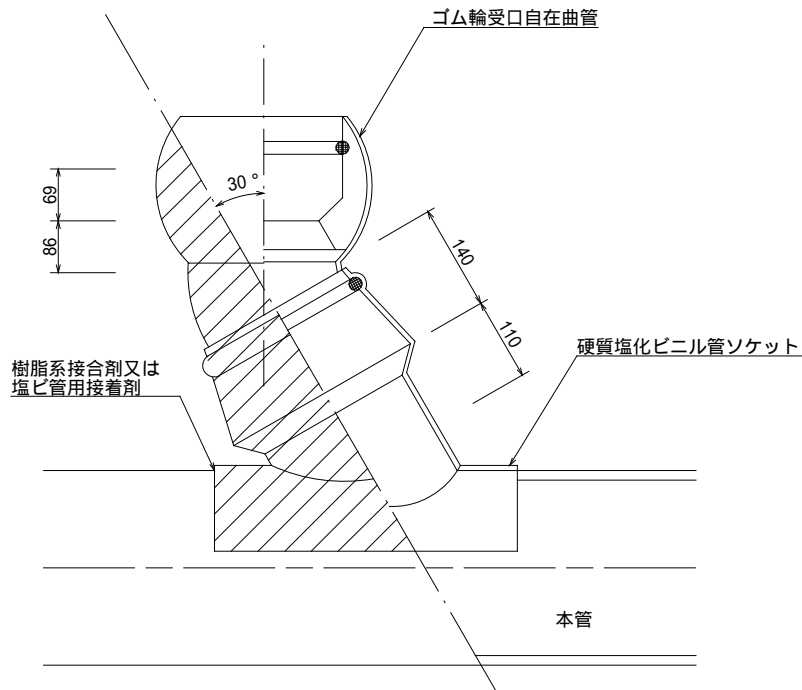 ゴム輪受口自在曲管
30°
69
86
140
110
硬質塩化ビニル管ソケット
樹脂系接合剤又は
塩ビ管用接着剤
本管